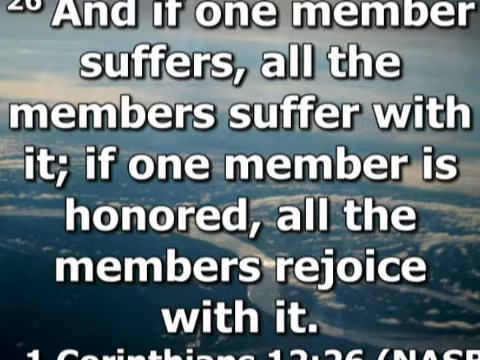 26 And if one member
suffers, all the
members suffer with
it; if one member is
honored, all the
members rejoice
with it.
1 Corinthians 12:26 (NASB